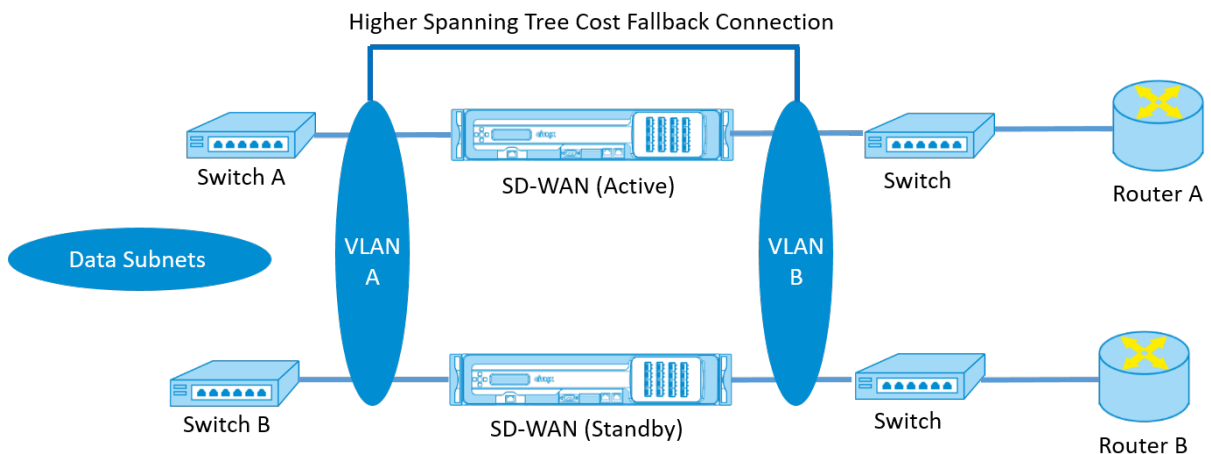 Higher Spanning Tree Cost Fallback Connection
Switch A
SD-WAN (Active)
Switch
Router A
Data Subnets
VLAN
A
VLAN
B
Switch B
SD-WAN (Standby)
Switch
Router B